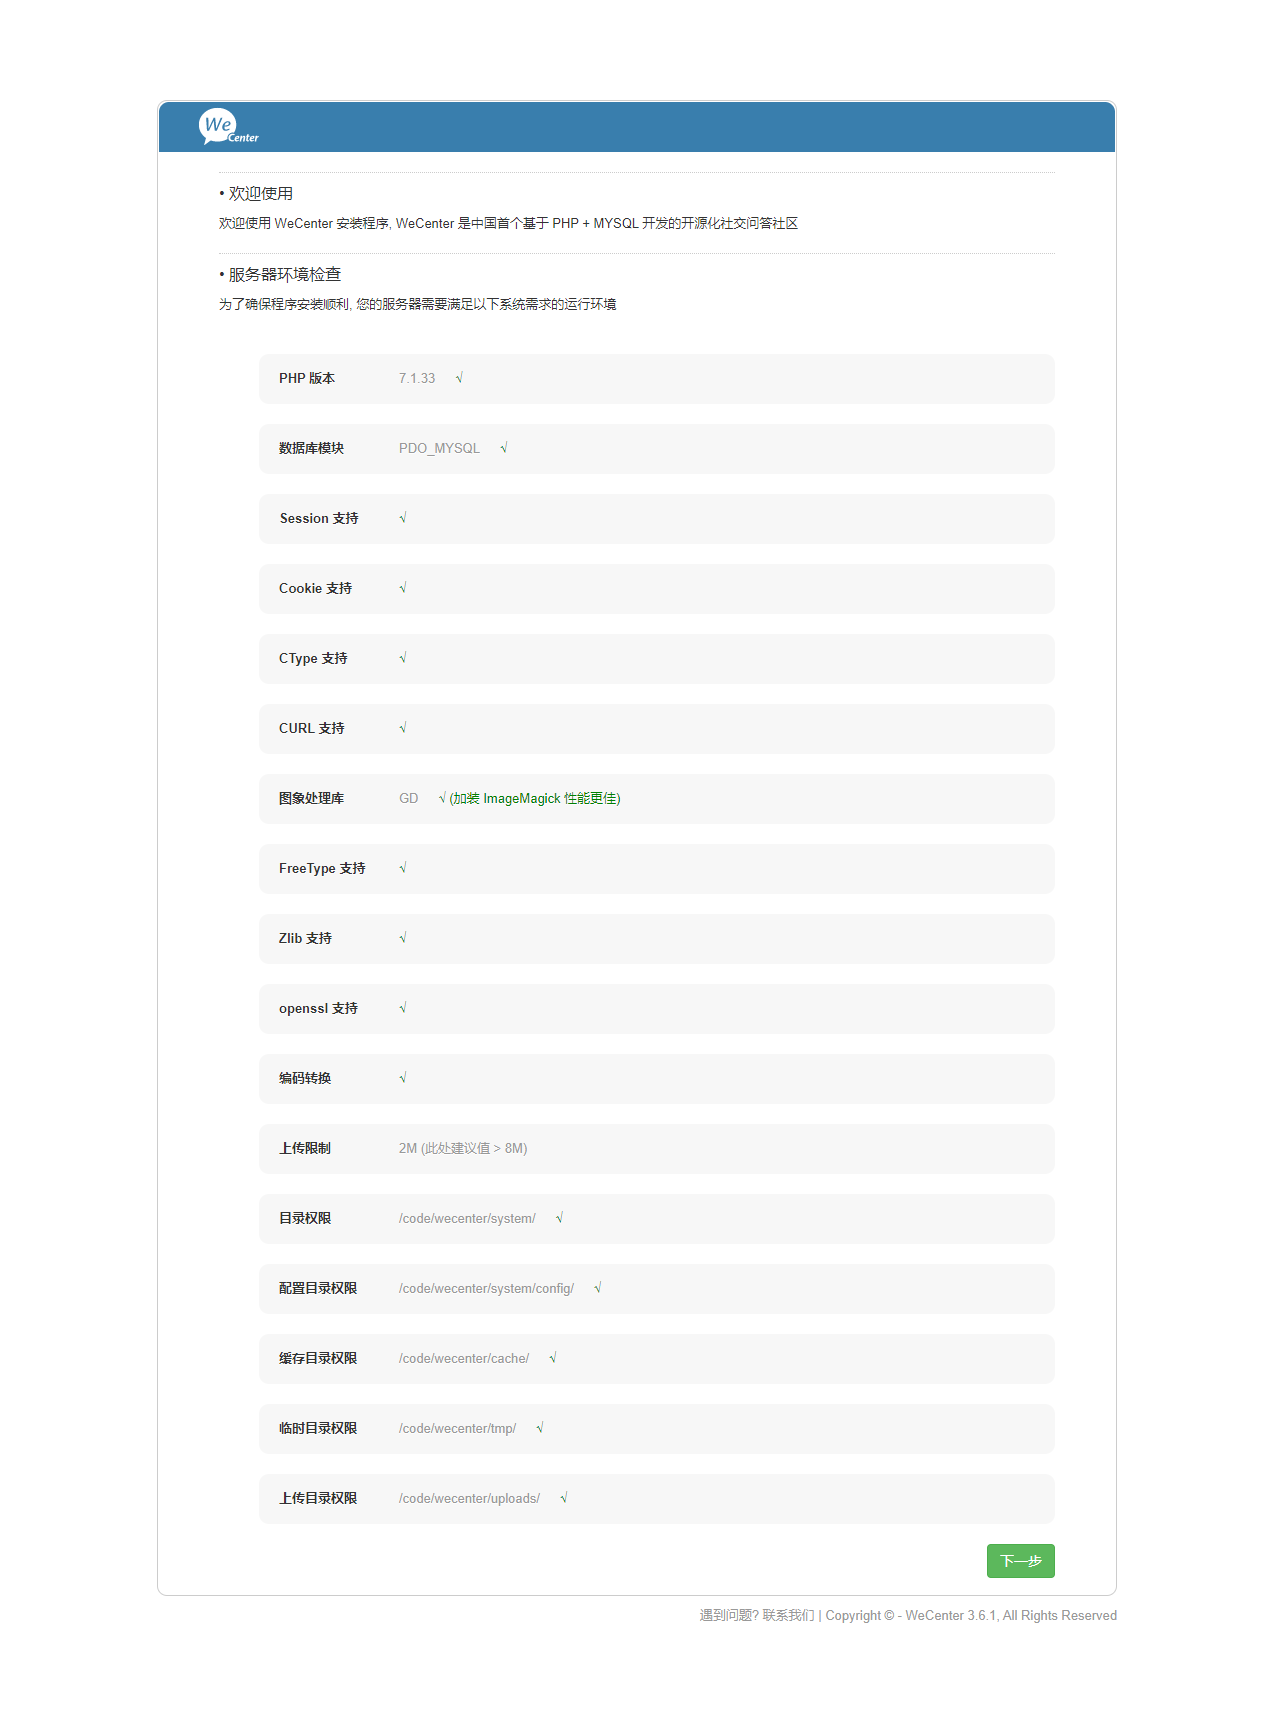 We
Center
• 欢迎使用
欢迎使用 WeCenter 安装程序, WeCenter 是中国首个基于 PHP + MYSQL 开发的开源化社交问答社区
• 服务器环境检查
为了确保程序安装顺利, 您的服务器需要满足以下系统需求的运行环境
PHP 版本 7.1.33 √
数据库模块 PDO_MYSQL √
Session 支持 √
Cookie 支持 √
CType 支持 √
CURL 支持 √
图象处理库 GD √ (加装 ImageMagick 性能更佳)
FreeType 支持 √
Zlib 支持 √
openssl 支持 √
编码转换 √
上传限制 2M (此处建议值 > 8M)
目录权限 /code/wecenter/system/ √
配置目录权限 /code/wecenter/system/config/ √
缓存目录权限 /code/wecenter/cache/ √
临时目录权限 /code/wecenter/tmp/ √
上传目录权限 /code/wecenter/uploads/ √
下一步
遇到问题? 联系我们 | Copyright © - WeCenter 3.6.1, All Rights Reserved